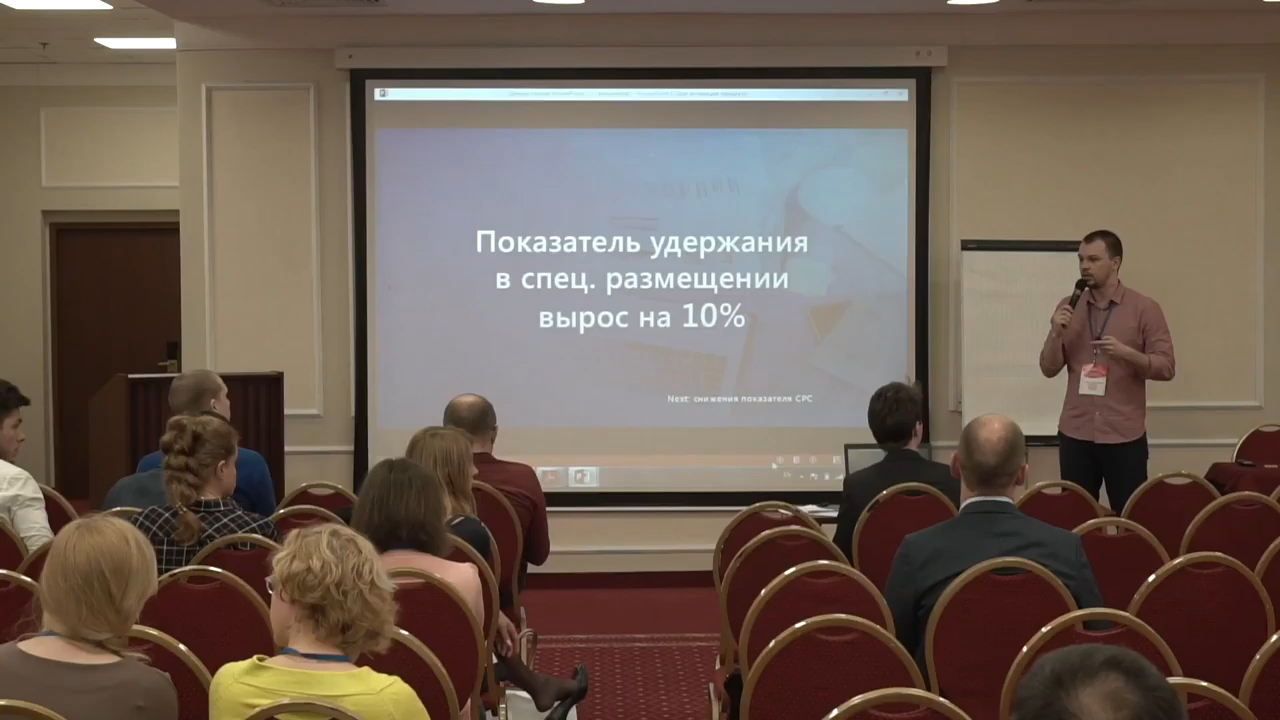 Показатель удержания
в спец. размещении
вырос на 10%
Next: снижения показателя CPC